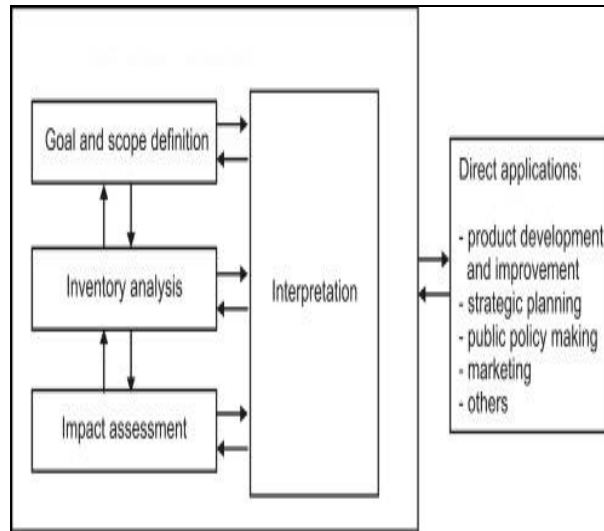 Goal and scope definition
Inventory analysis
Impact assessment
Interpretation
Direct applications:
- product development
and improvement
- strategic planning
- public policy making
- marketing
- others